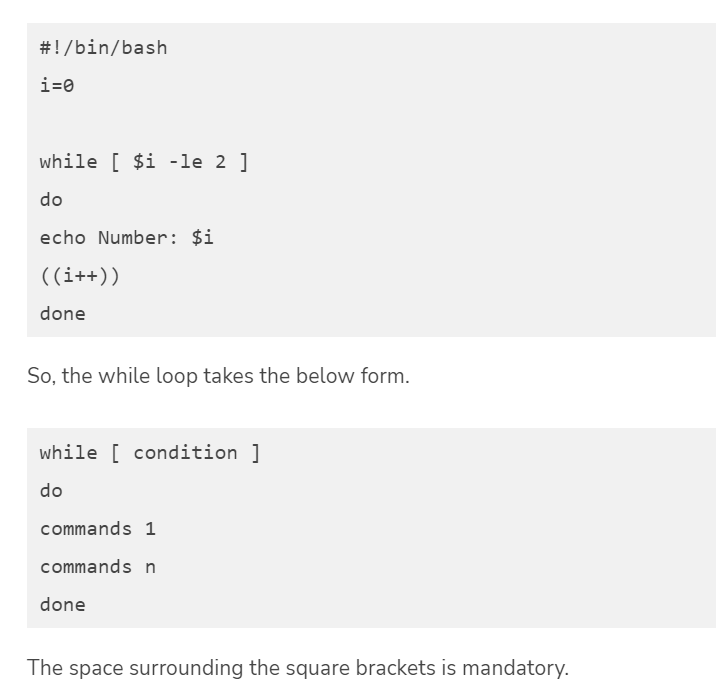 #!/bin/bash
i=0
while [ $i -le 2 ]
do
echo Number: $i
((i++))
done
So, the while loop takes the below form.
while [ condition ]
do
commands 1
commands n
done
The space surrounding the square brackets is mandatory.